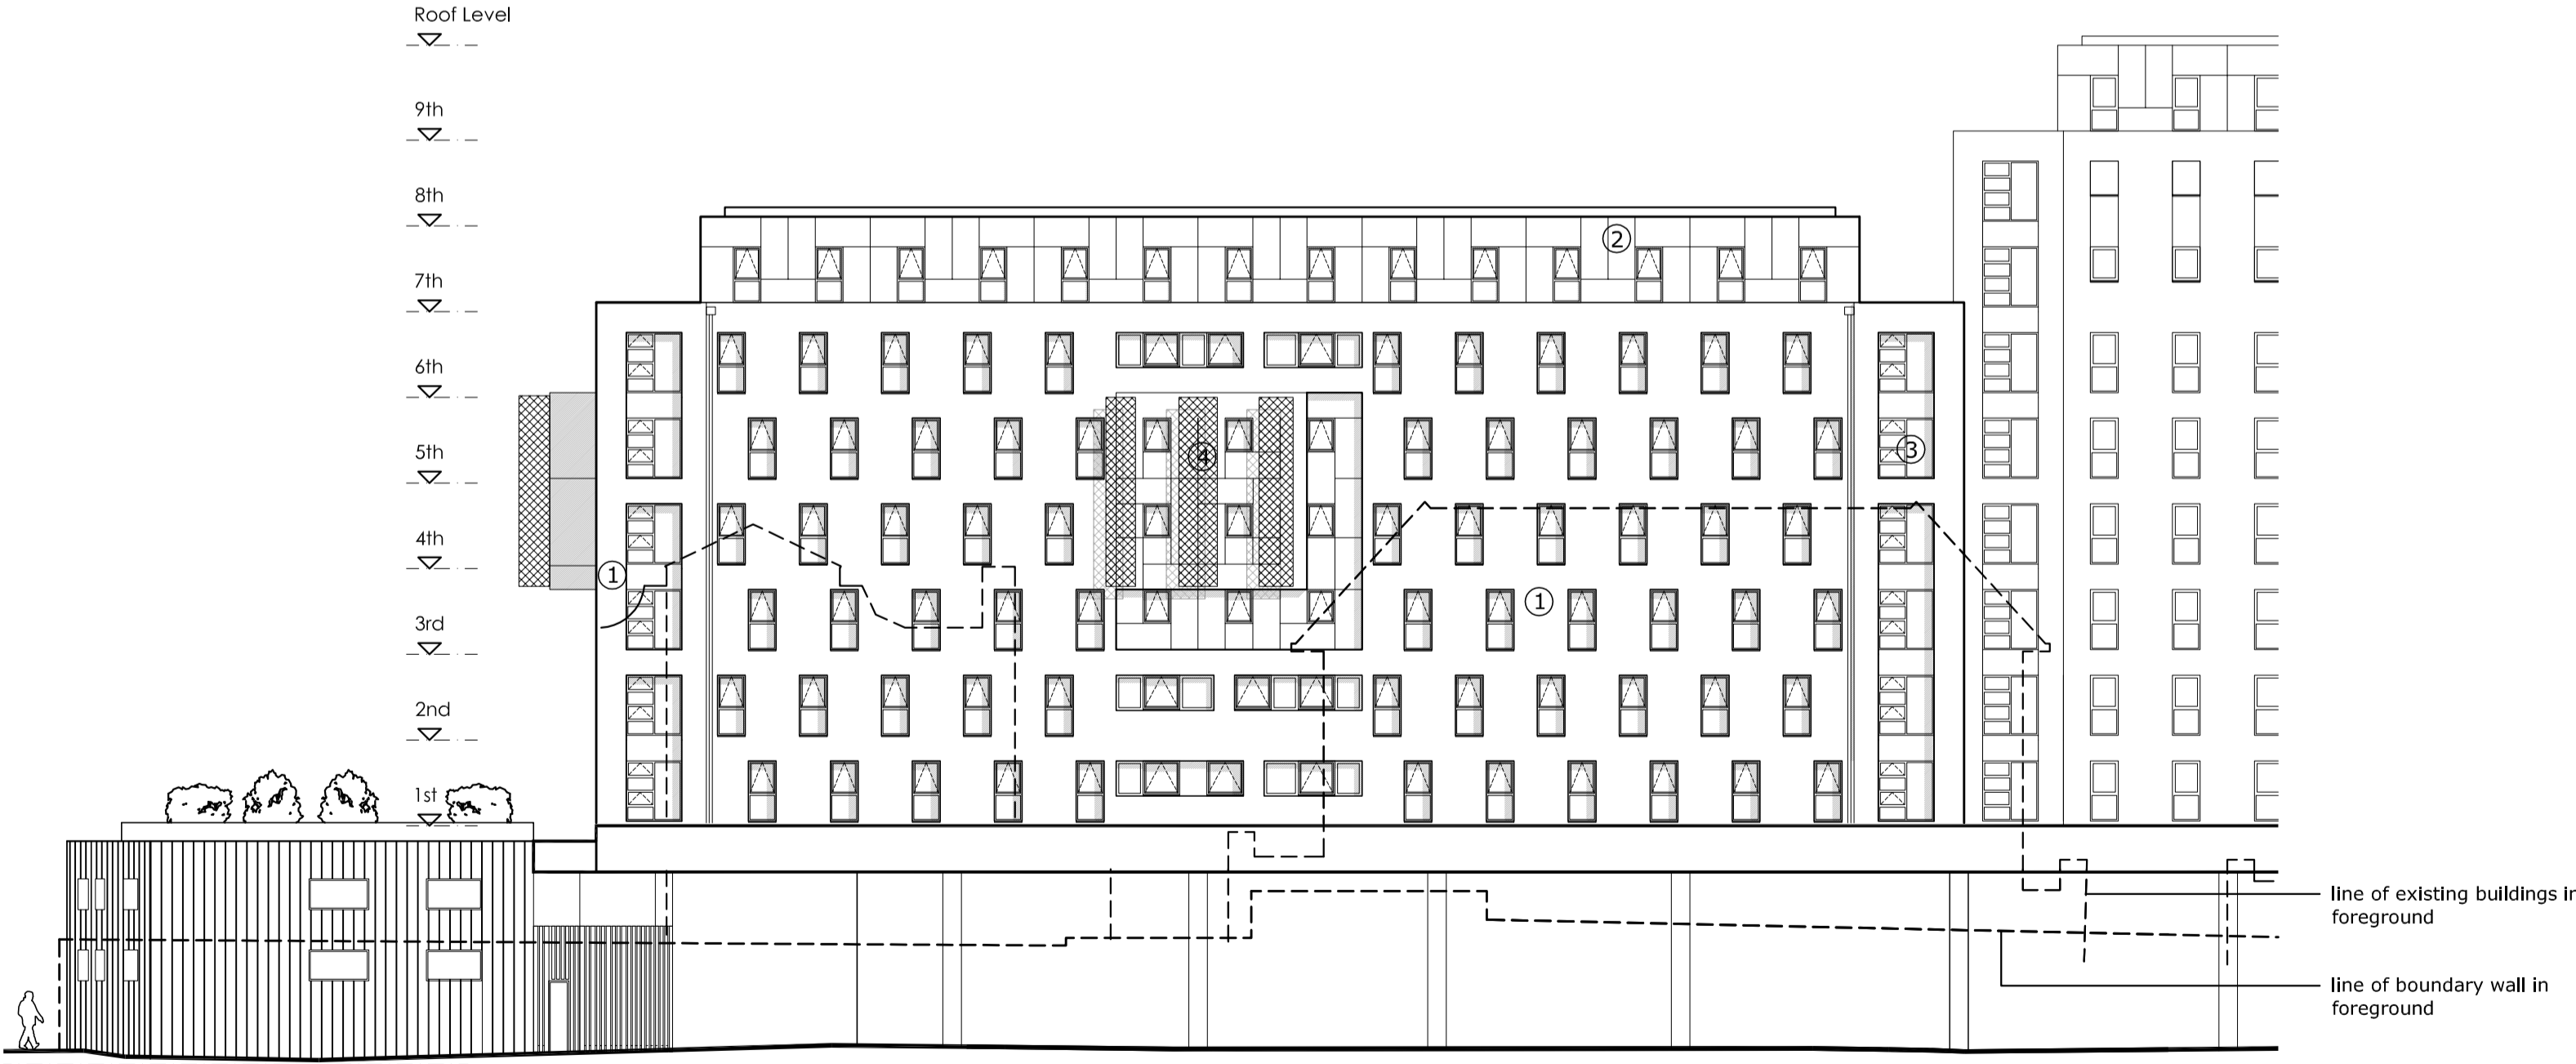 Roof Level
9th
8th
7th
6th
5th
4th
3rd
2nd
1st
2
4
3
1
1
line of existing buildings in
foreground
line of boundary wall in
foreground